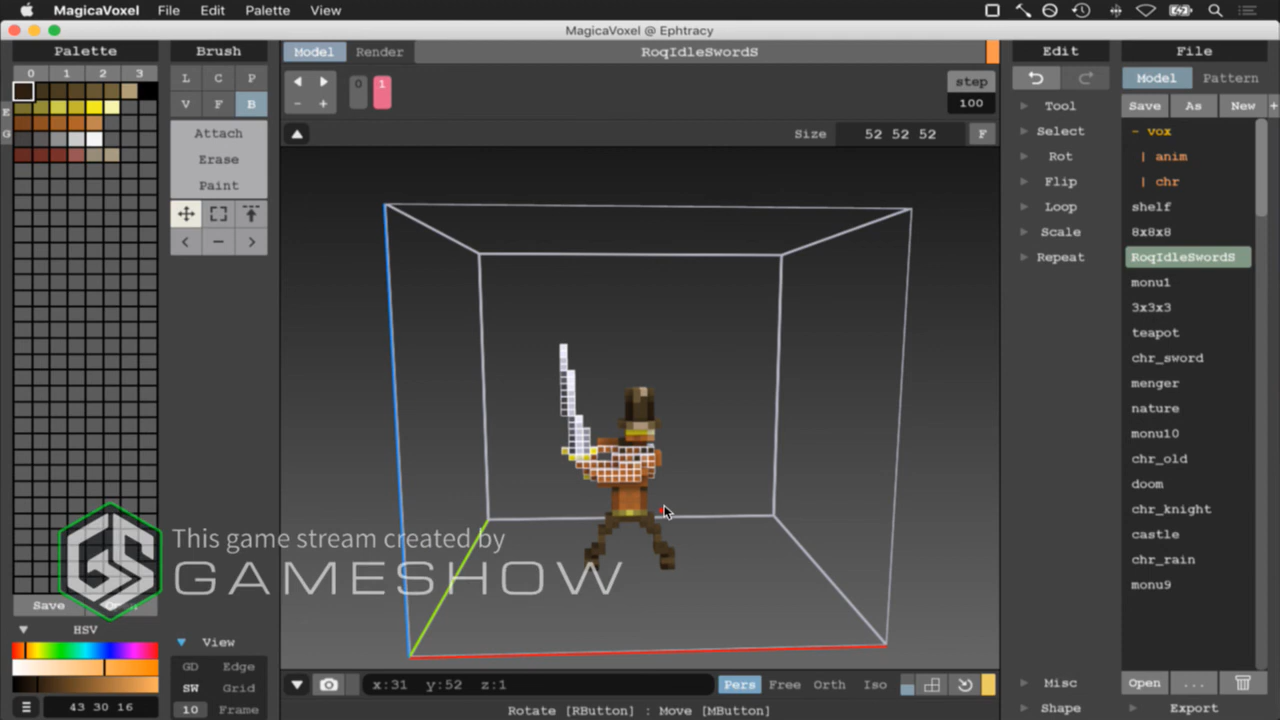 MagicaVoxel File Edit Palette View
MagicaVoxel @ Ephtracy
Palette Brush Model Render RoqIdleSwordS Edit File
0 1 2 3
L C P
V F B
E
G
Attach
Erase
Paint
0 1
step
100
Size 52 52 52 F
Tool
Select
Rot
Flip
Loop
Scale
Repeat
Model Pattern
Save As New +
- vox
| anim
| chr
shelf
8x8x8
RoqIdleSwordS
monu1
3x3x3
teapot
chr_sword
menger
nature
monu10
chr_old
doom
chr_knight
castle
chr_rain
monu9
GS
This game stream created by
GAMESHOW
Save
HSV
43 30 16
View
GD Edge
SW Grid
10 Frame
x:31 y:52 z:1
Pers Free Orth Iso
Rotate [RButton] : Move [MButton]
Misc
Shape
Open ...
Export